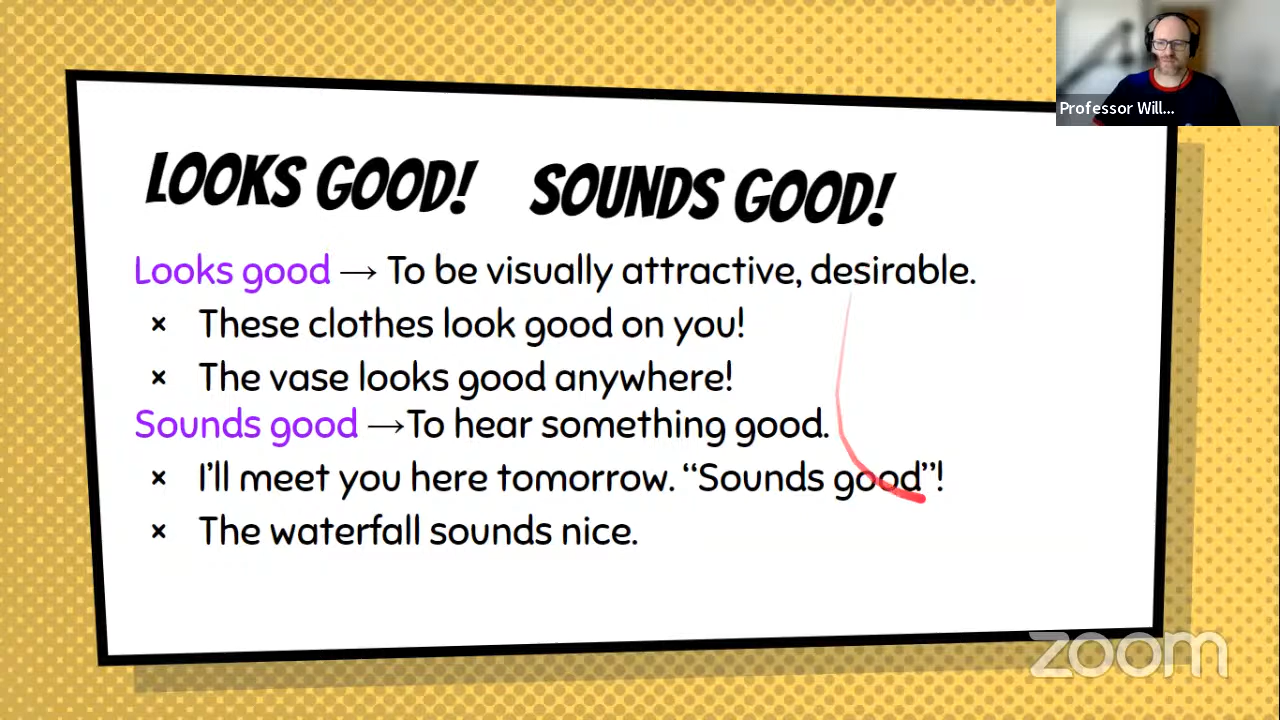 Professor Will...
LOOKS GOOD! SOUNDS GOOD!
Looks good → To be visually attractive, desirable.
× These clothes look good on you!
× The vase looks good anywhere!
Sounds good →To hear something good.
× I’ll meet you here tomorrow. “Sounds good”!
× The waterfall sounds nice.
zoom